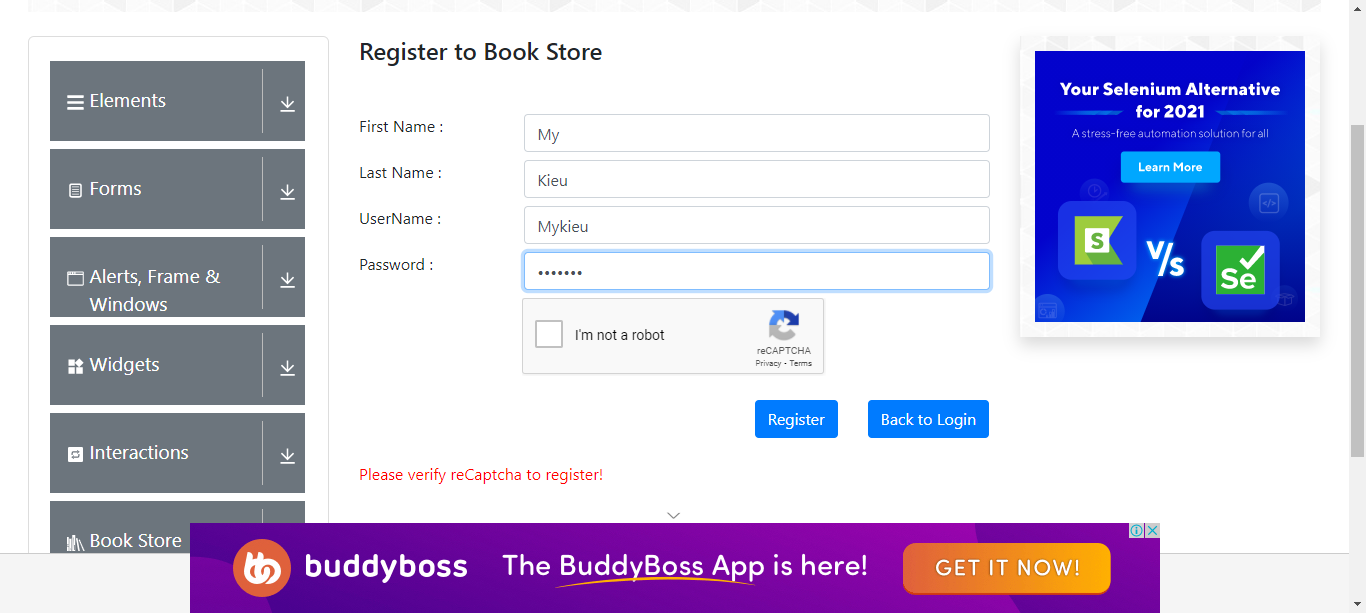 Elements
Forms
Alerts, Frame &
Windows
Widgets
Interactions
Book Store
Register to Book Store
First Name :
My
Last Name :
Kieu
UserName :
Mykieu
Password :
•••••••
I'm not a robot
reCAPTCHA
Privacy - Terms
Register
Back to Login
Please verify reCaptcha to register!
Your Selenium Alternative
for 2021
A stress-free automation solution for all
Learn More
S
V/s
Se
buddyboss
The BuddyBoss App is here!
GET IT NOW!